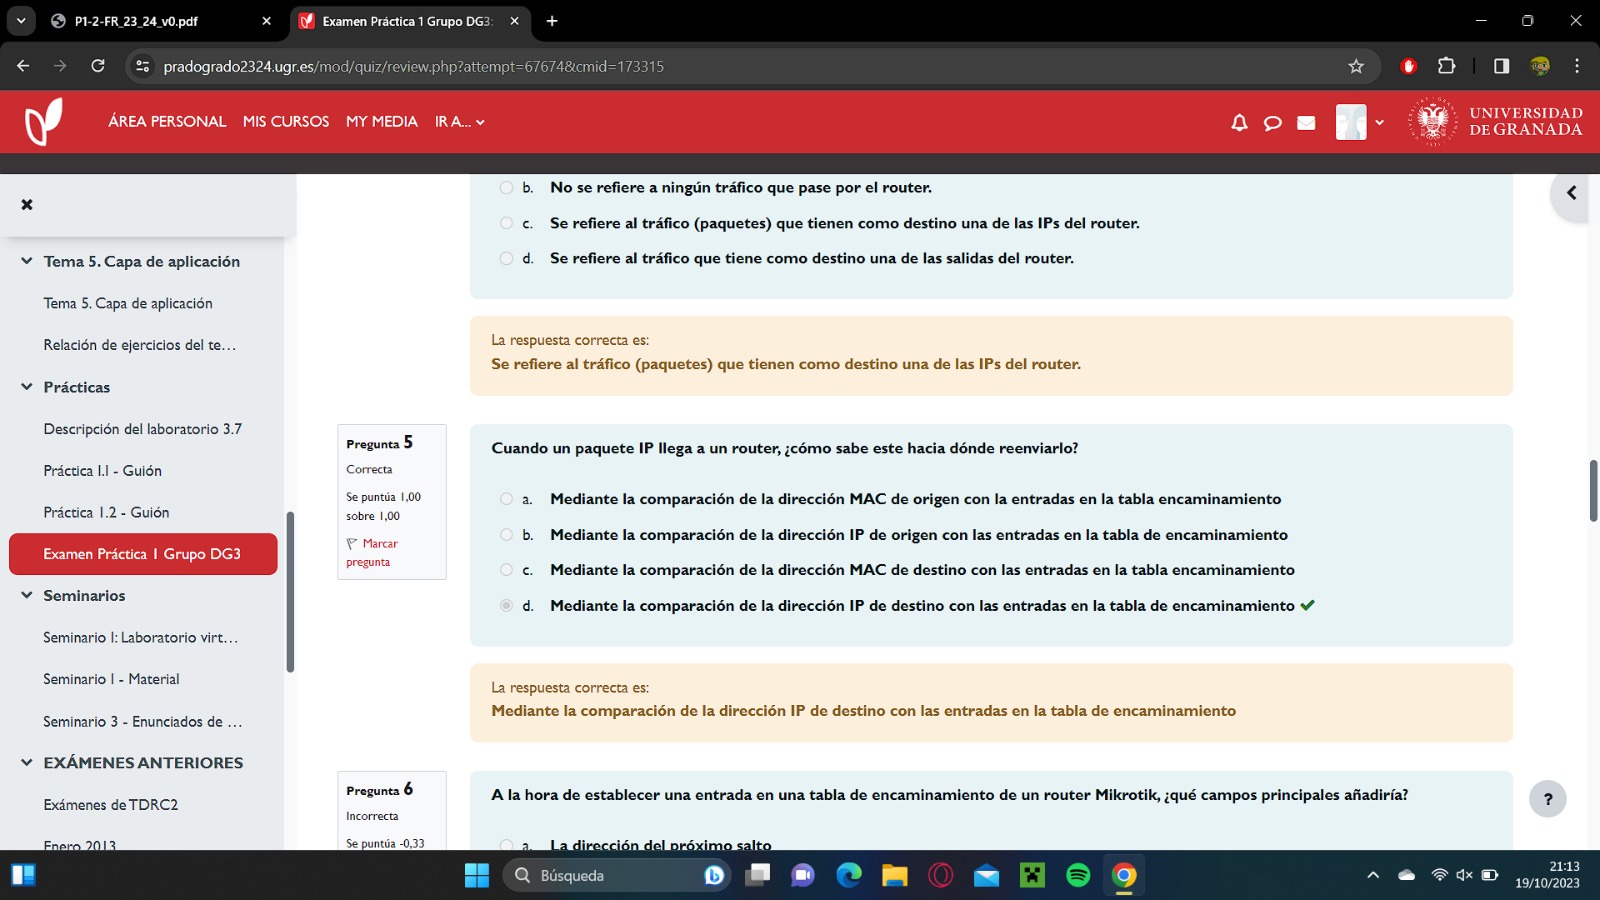 P1-2-FR_23_24_v0.pdf
Examen Práctica 1 Grupo DG3:
pradogrado2324.ugr.es/mod/quiz/review.php?attempt=67674&cmid=173315
ÁREA PERSONAL MIS CURSOS MY MEDIA IR A...
UNIVERSIDAD
DE GRANADA
Tema 5. Capa de aplicación
Tema 5. Capa de aplicación
Relación de ejercicios del te...
Prácticas
Descripción del laboratorio 3.7
Práctica 1.1 - Guión
Práctica 1.2 - Guión
Examen Práctica 1 Grupo DG3
Seminarios
Seminario I: Laboratorio virt...
Seminario I - Material
Seminario 3 - Enunciados de ...
EXÁMENES ANTERIORES
Exámenes de TDRC2
Enero 2013
b. No se refiere a ningún tráfico que pase por el router.
c. Se refiere al tráfico (paquetes) que tienen como destino una de las IPs del router.
d. Se refiere al tráfico que tiene como destino una de las salidas del router.
La respuesta correcta es:
Se refiere al tráfico (paquetes) que tienen como destino una de las IPs del router.
Pregunta 5
Correcta
Se puntúa 1,00
sobre 1,00
Marcar
pregunta
Cuando un paquete IP llega a un router, ¿cómo sabe este hacia dónde reenviarlo?
a. Mediante la comparación de la dirección MAC de origen con la entradas en la tabla encaminamiento
b. Mediante la comparación de la dirección IP de origen con las entradas en la tabla de encaminamiento
c. Mediante la comparación de la dirección MAC de destino con las entradas en la tabla encaminamiento
d. Mediante la comparación de la dirección IP de destino con las entradas en la tabla de encaminamiento
La respuesta correcta es:
Mediante la comparación de la dirección IP de destino con las entradas en la tabla de encaminamiento
Pregunta 6
Incorrecta
Se puntúa -0,33
A la hora de establecer una entrada en una tabla de encaminamiento de un router Mikrotik, ¿qué campos principales añadiría?
a. La dirección del próximo salto
?
Búsqueda
21:13
19/10/2023